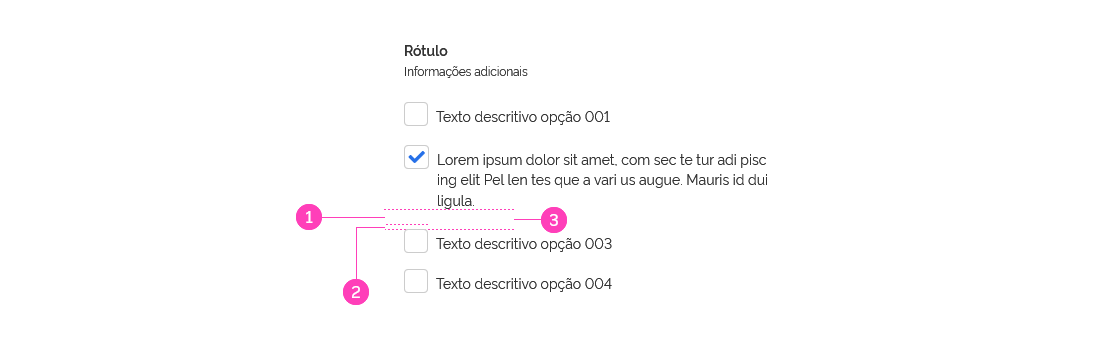 Rótulo
Informações adicionais
Texto descritivo opção 001
Lorem ipsum dolor sit amet, com sec te tur adi pisc
ing elit Pel len tes que a vari us augue. Mauris id dui
ligula.
1
3
Texto descritivo opção 003
Texto descritivo opção 004
2